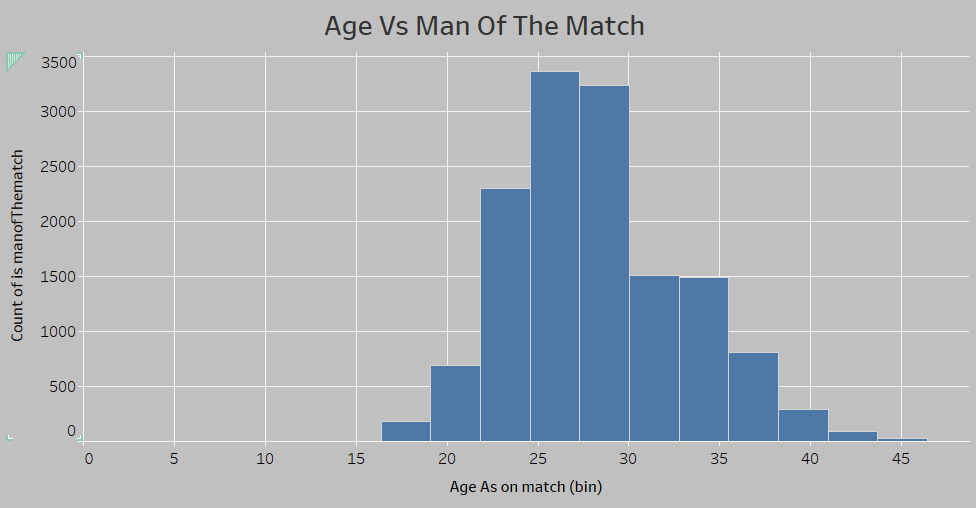 Age Vs Man Of The Match
Count of is manofThematch
3500
3000
2500
2000
1500
1000
500
0
0 5 10 15 20 25 30 35 40 45
Age As on match (bin)